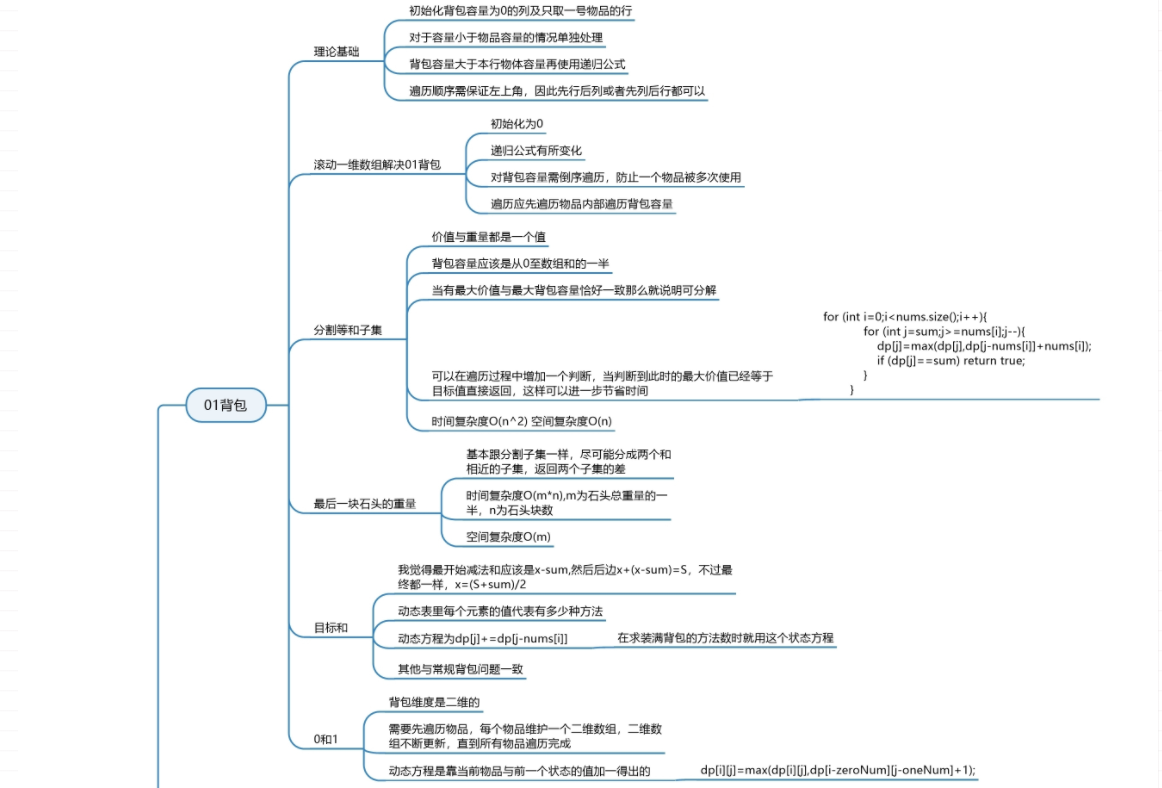 01背包
理论基础
初始化背包容量为0的列及只取一号物品的行
对于容量小于物品容量的情况单独处理
背包容量大于本行物体容量再使用递归公式
遍历顺序需保证左上角，因此先行后列或者先列后行都可以
滚动一维数组解决01背包
初始化为0
递归公式有所变化
对背包容量需倒序遍历，防止一个物品被多次使用
遍历应先遍历物品内部遍历背包容量
分割等和子集
价值与重量都是一个值
背包容量应该是从0至数组和的一半
当有最大价值与最大背包容量恰好一致那么就说明可分解
可以在遍历过程中增加一个判断，当判断到此时的最大价值已经等于
目标值直接返回，这样可以进一步节省时间
for (int i=0;i<nums.size();i++){
for (int j=sum;j>=nums[i];j--){
dp[j]=max(dp[j],dp[j-nums[i]]+nums[i]);
if (dp[j]==sum) return true;
}
}
时间复杂度O(n^2) 空间复杂度O(n)
最后一块石头的重量
基本跟分割子集一样，尽可能分成两个和
相近的子集，返回两个子集的差
时间复杂度O(m*n),m为石头总重量的一
半，n为石头块数
空间复杂度O(m)
目标和
我觉得最开始减法和应该是x-sum,然后后边x+(x-sum)=S，不过最
终都一样，x=(S+sum)/2
动态表里每个元素的值代表有多少种方法
动态方程为dp[j]+=dp[j-nums[i]]
在求装满背包的方法数时就用这个状态方程
其他与常规背包问题一致
0和1
背包维度是二维的
需要先遍历物品，每个物品维护一个二维数组，二维数
组不断更新，直到所有物品遍历完成
动态方程是靠当前物品与前一个状态的值加一得出的
dp[i][j]=max(dp[i][j],dp[i-zeroNum][j-oneNum]+1);